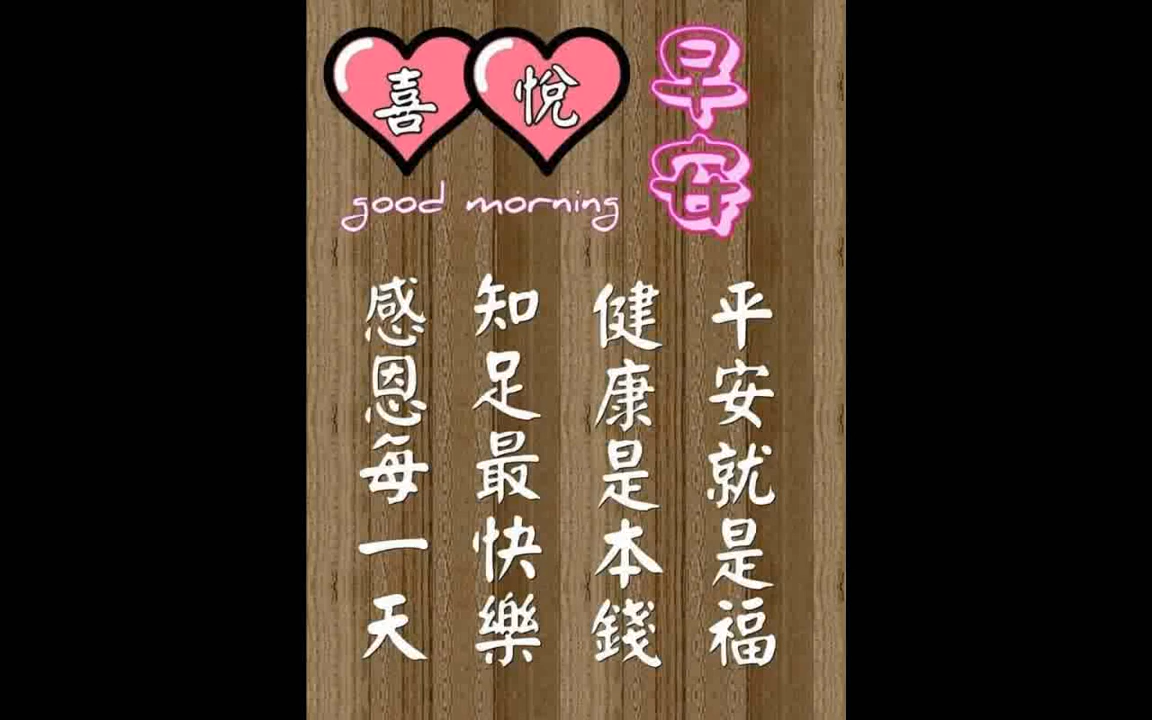 早安
喜悅
good morning
平安就是福
健康是本錢
知足最快樂
感恩每一天